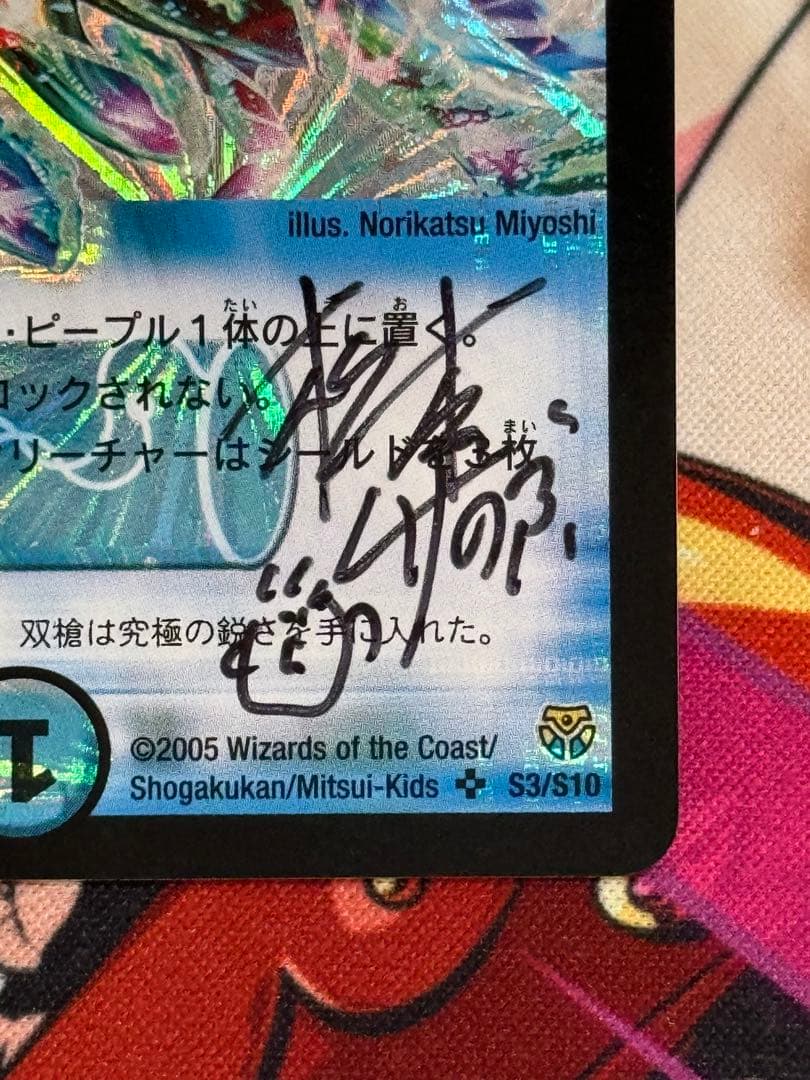 illus. Norikatsu Miyoshi
・ピープル1体の上に置く。
ロックされない。
リーチャーはシールドを3枚
双槍は究極の鋭さを手に入れた。
©2005 Wizards of the Coast/
Shogakukan/Mitsui-Kids S3/S10